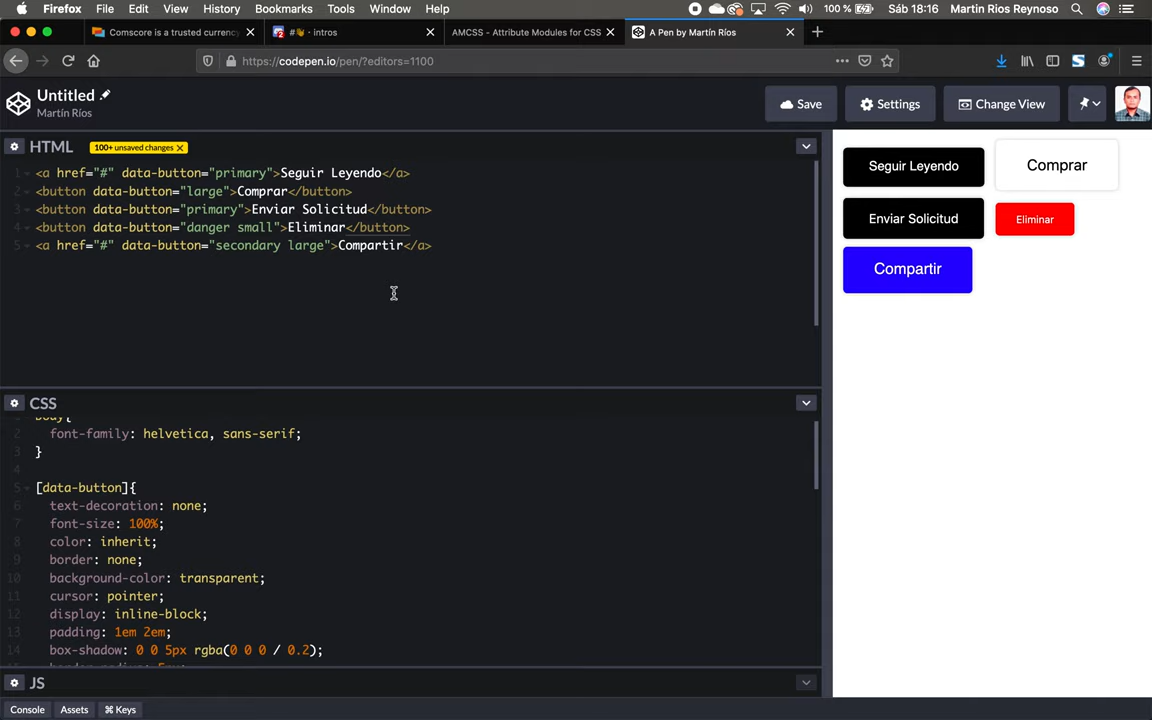 Firefox File Edit View History Bookmarks Tools Window Help 100 % Sáb 18:16 Martin Rios Reynoso
Comscore is a trusted currency
#👋 · intros
AMCSS - Attribute Modules for CSS
A Pen by Martín Ríos
https://codepen.io/pen/?editors=1100
Untitled
Martín Ríos
Save
Settings
Change View
HTML
100+ unsaved changes
1 <a href="#" data-button="primary">Seguir Leyendo</a>
2 <button data-button="large">Comprar</button>
3 <button data-button="primary">Enviar Solicitud</button>
4 <button data-button="danger small">Eliminar</button>
5 <a href="#" data-button="secondary large">Compartir</a>
CSS
body{
2 font-family: helvetica, sans-serif;
3 }
4
5 [data-button]{
6 text-decoration: none;
7 font-size: 100%;
8 color: inherit;
9 border: none;
10 background-color: transparent;
11 cursor: pointer;
12 display: inline-block;
13 padding: 1em 2em;
14 box-shadow: 0 0 5px rgba(0 0 0 / 0.2);
JS
Console Assets ⌘ Keys
Seguir Leyendo
Comprar
Enviar Solicitud
Eliminar
Compartir